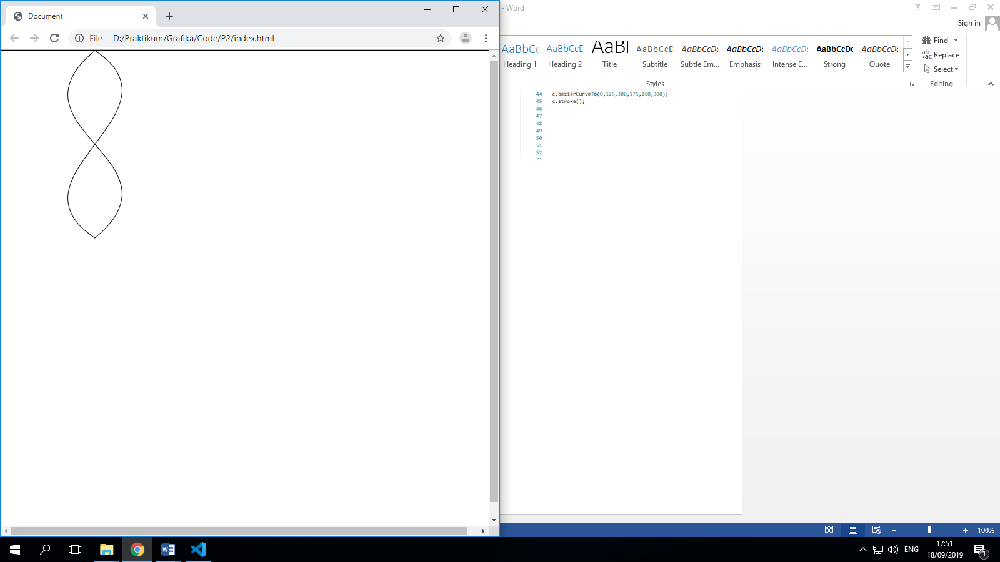 Document
File
D:/Praktikum/Grafika/Code/P2/index.html
- Word
?
Sign in
AaBbCc AaBbCcD AaBl AaBbCcD AaBbCcDc AaBbCcDc AaBbCcDc AaBbCcDc AaBbCcDc
Heading 1 Heading 2 Title Subtitle Subtle Em... Emphasis Intense E... Strong Quote
Styles
Find
Replace
Select
Editing
44 c.bezierCurveTo(0,125,300,175,150,300);
45 c.stroke();
46
47
48
49
50
51
52
100%
ENG
17:51
18/09/2019
1